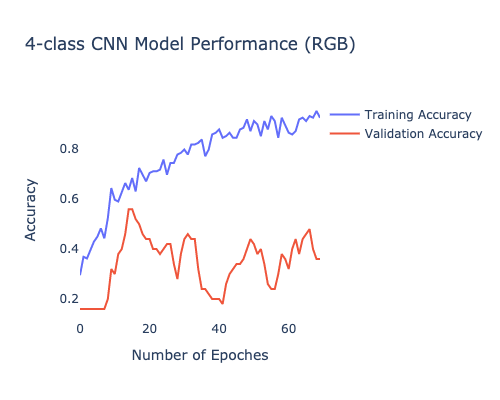 4-class CNN Model Performance (RGB)
Training Accuracy
Validation Accuracy
Accuracy
0.8
0.6
0.4
0.2
0 20 40 60
Number of Epoches